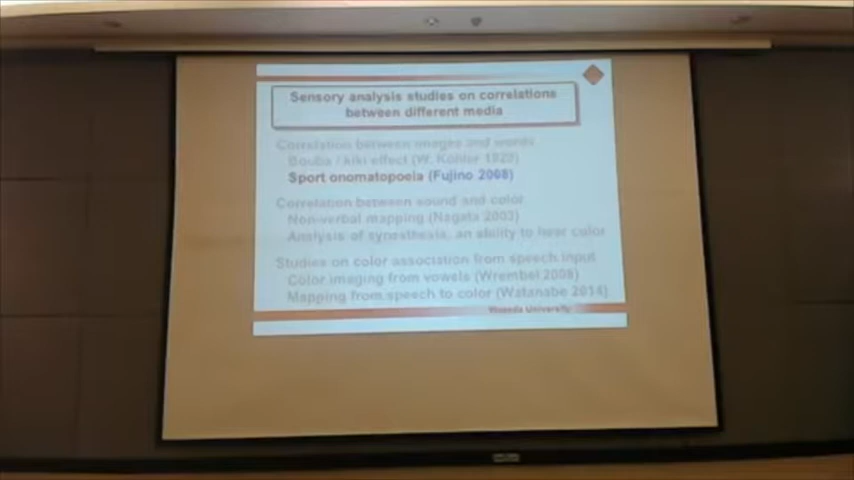 Sensory analysis studies on correlations
between different media
Correlation between images and words
Bouba / kiki effect (W. Kohler 1929)
Sport onomatopoeia (Fujino 2008)
Correlation between sound and color
Non-verbal mapping (Nagata 2003)
Analysis of synesthesia, an ability to hear color
Studies on color association from speech input
Color imaging from vowels (Wrembel 2008)
Mapping from speech to color (Watanabe 2014)
Waseda University